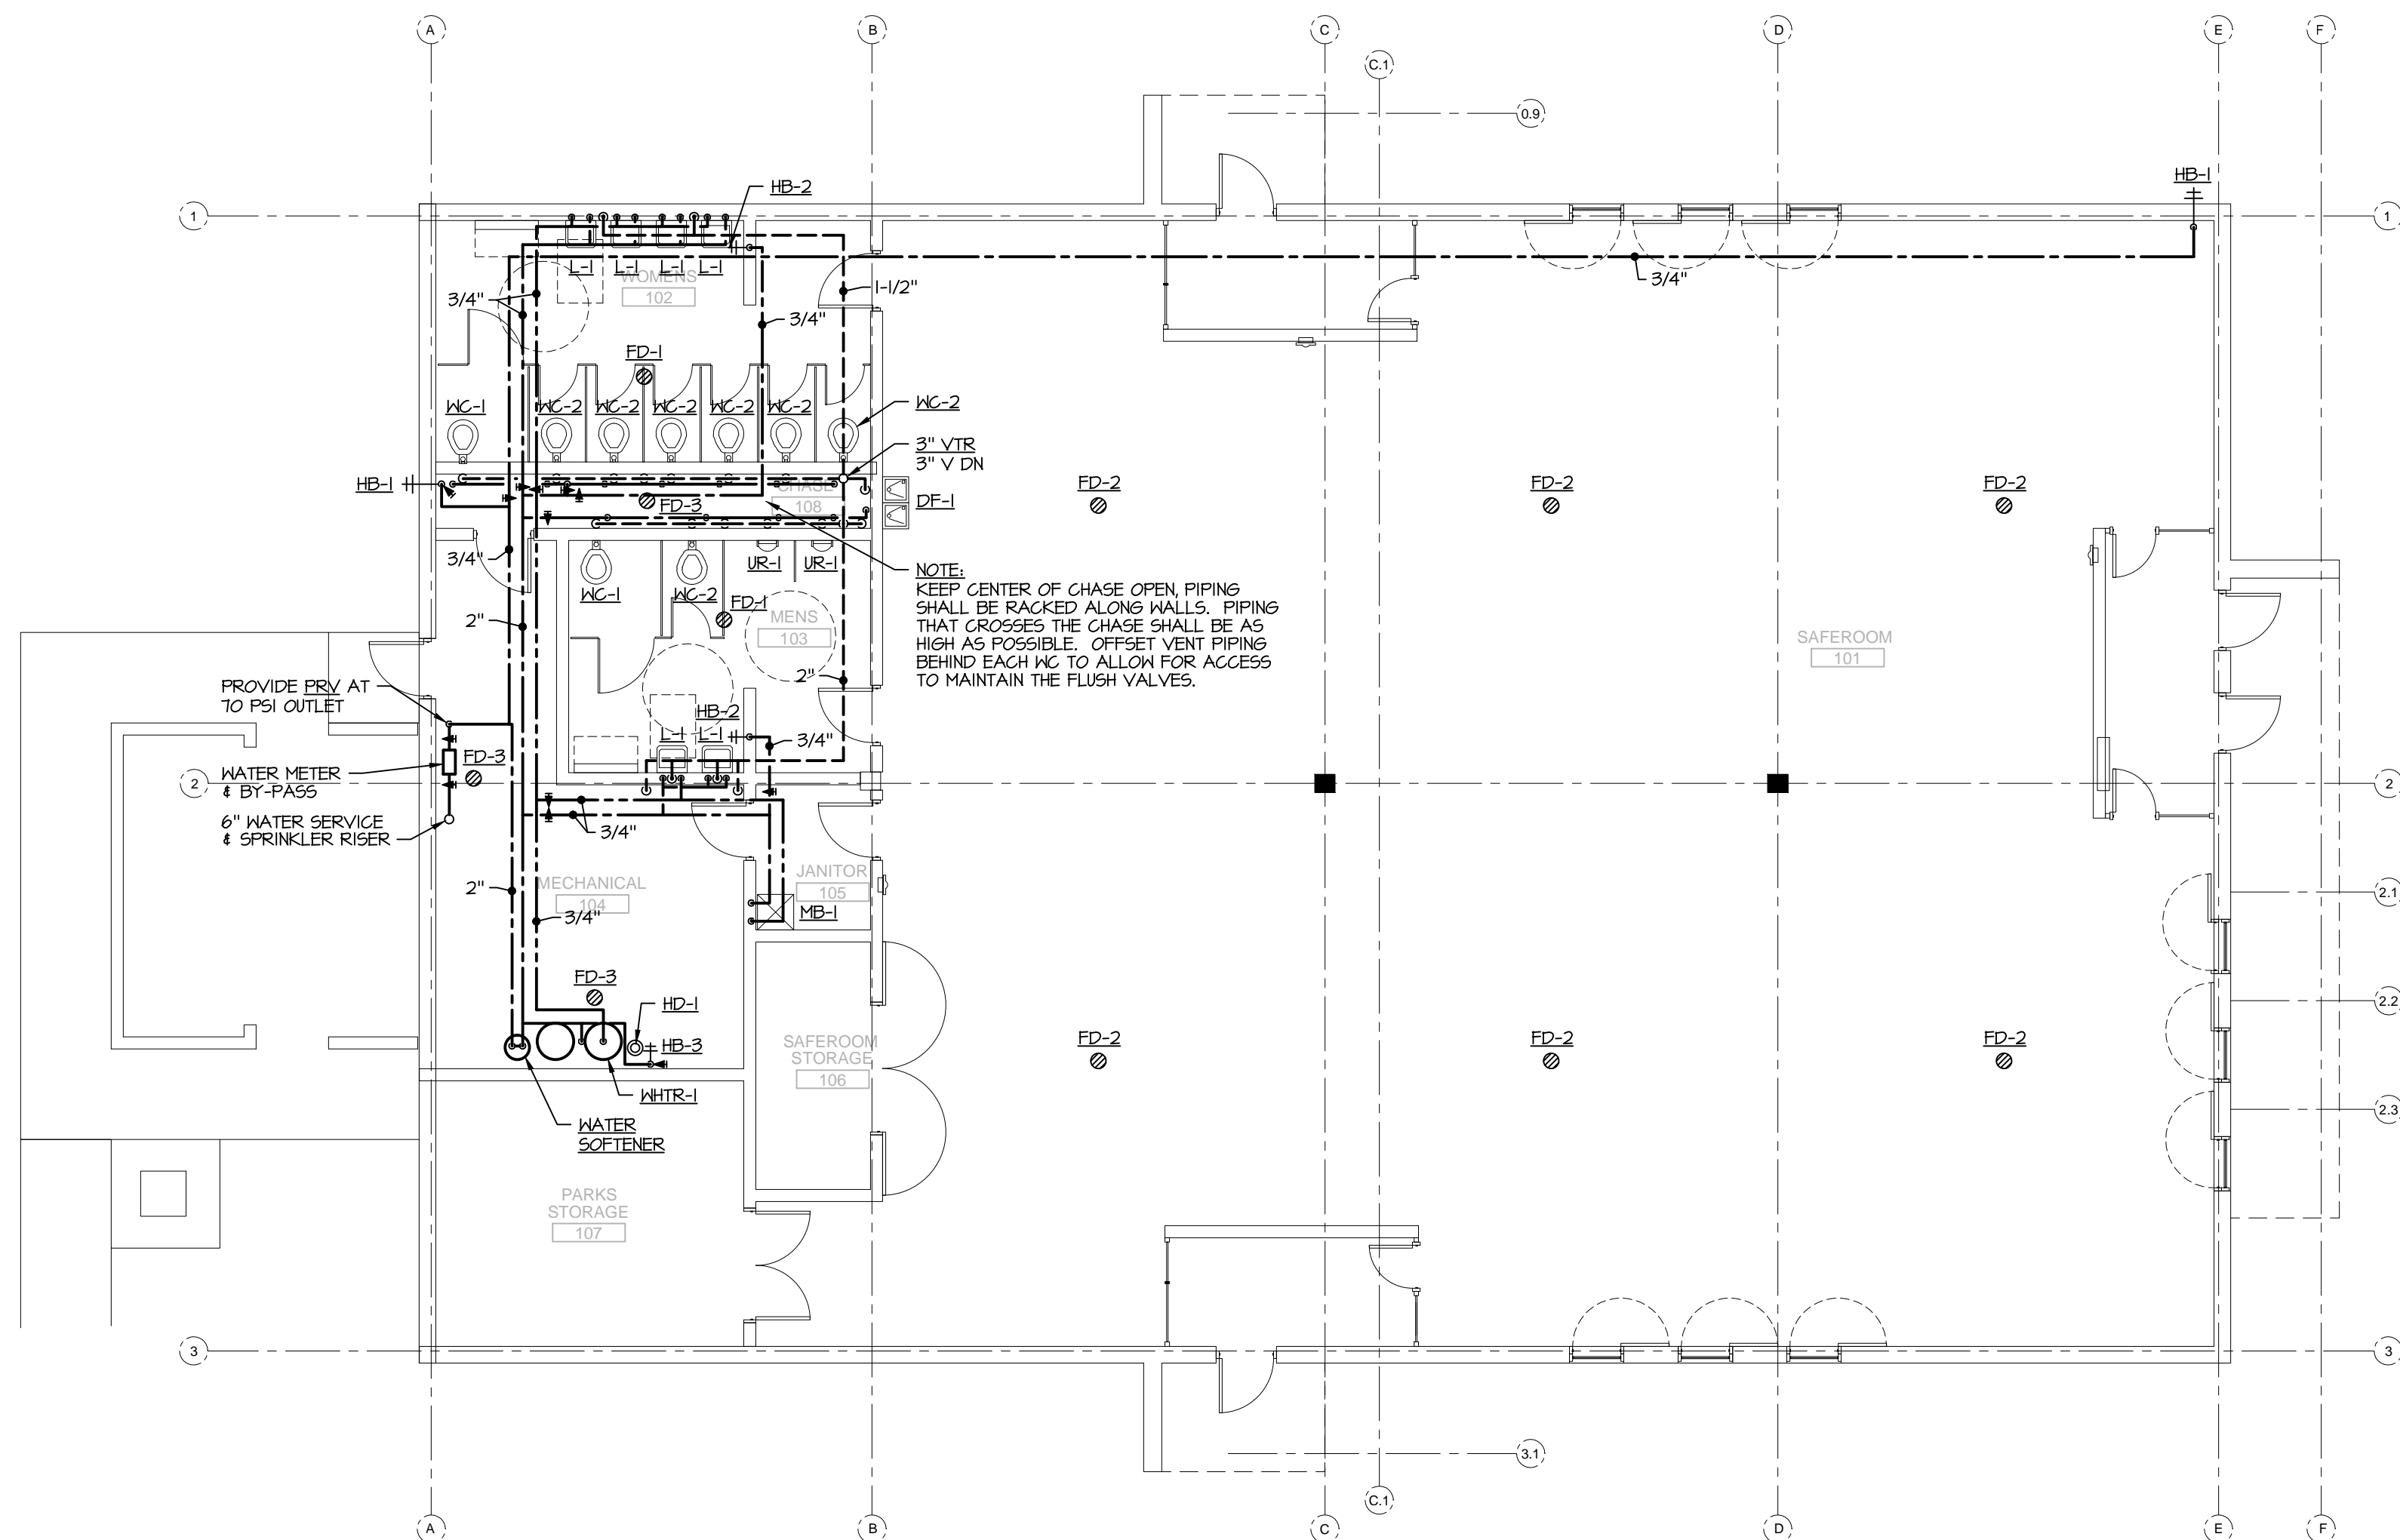 A
B
C
D
E
F
C.1
0.9
HB-2
HB-1
1
1
L-1
L-1
L-1
L-1
WOMENS
102
3/4"
1-1/2"
3/4"
3/4"
FD-1
WC-1
WC-2
WC-2
WC-2
WC-2
WC-2
WC-2
3" VTR
3" V DN
HB-1
CHASE
108
FD-3
DF-1
FD-2
FD-2
FD-2
3/4"
UR-1
UR-1
WC-1
WC-2
FD-1
MENS
103
NOTE:
KEEP CENTER OF CHASE OPEN, PIPING
SHALL BE RACKED ALONG WALLS. PIPING
THAT CROSSES THE CHASE SHALL BE AS
HIGH AS POSSIBLE. OFFSET VENT PIPING
BEHIND EACH WC TO ALLOW FOR ACCESS
TO MAINTAIN THE FLUSH VALVES.
2"
SAFEROOM
101
2"
PROVIDE PRV AT
70 PSI OUTLET
HB-2
L-1
L-1
3/4"
FD-3
WATER METER
& BY-PASS
2
2
6" WATER SERVICE
& SPRINKLER RISER
3/4"
2"
MECHANICAL
104
3/4"
JANITOR
105
MB-1
2.1
FD-3
HD-1
HB-3
SAFEROOM
STORAGE
106
FD-2
FD-2
FD-2
2.2
WHTR-1
WATER
SOFTENER
2.3
PARKS
STORAGE
107
3
3
3.1
C.1
A
B
C
D
E
F